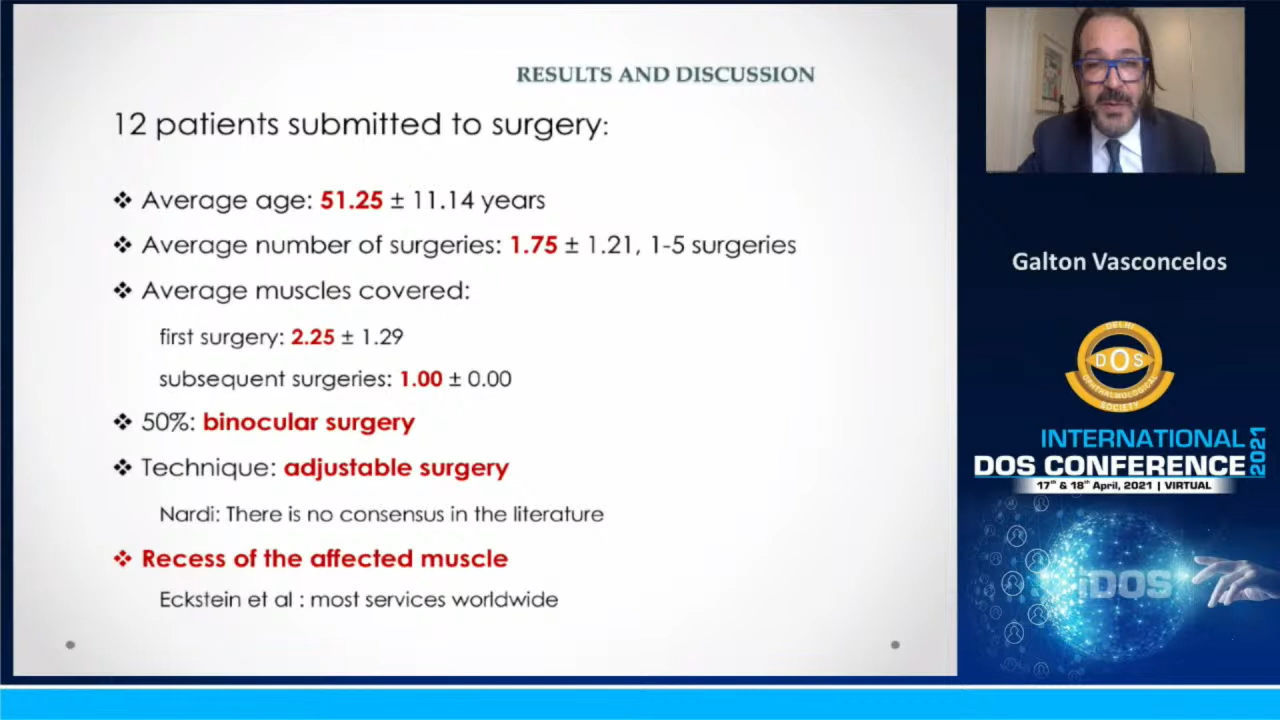 RESULTS AND DISCUSSION
12 patients submitted to surgery:
❖ Average age: 51.25 ± 11.14 years
❖ Average number of surgeries: 1.75 ± 1.21, 1-5 surgeries
❖ Average muscles covered:
first surgery: 2.25 ± 1.29
subsequent surgeries: 1.00 ± 0.00
❖ 50%: binocular surgery
❖ Technique: adjustable surgery
Nardi: There is no consensus in the literature
❖ Recess of the affected muscle
Eckstein et al : most services worldwide
Galton Vasconcelos
DELHI
DOS
OPHTHALMOLOGICAL
SOCIETY
INTERNATIONAL
DOS CONFERENCE
2021
17th & 18th April, 2021 | VIRTUAL
iDOS